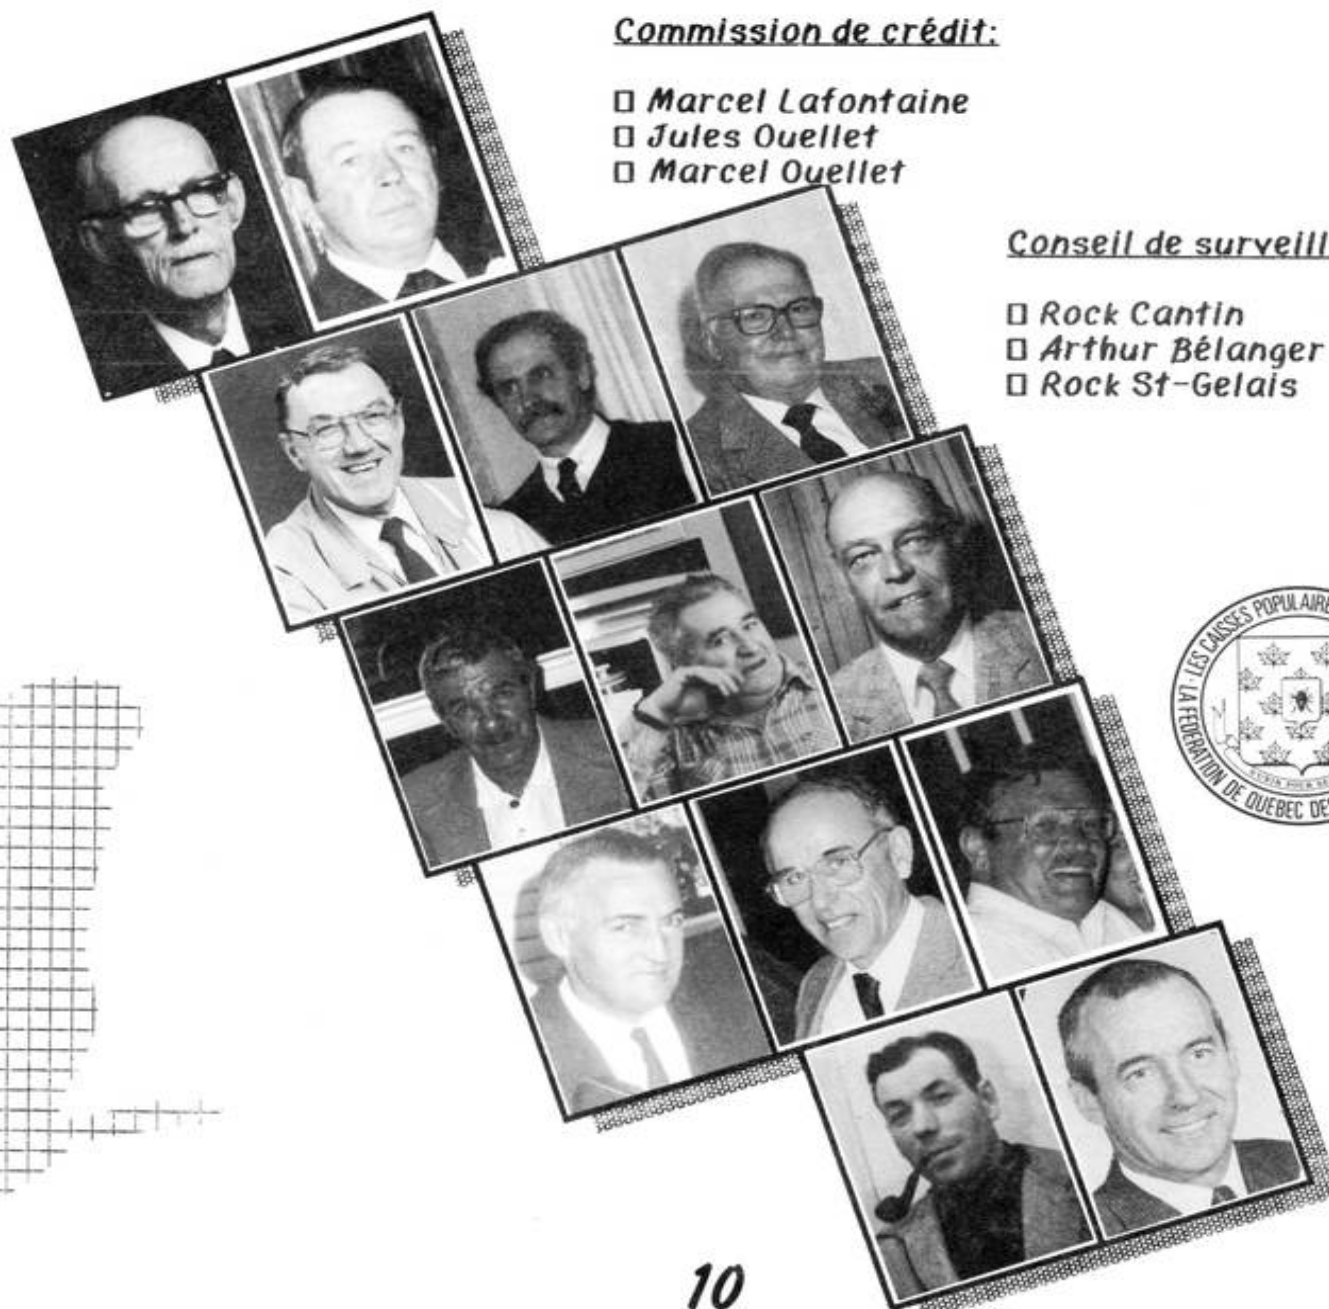 Commission de crédit:
□ Marcel Lafontaine
□ Jules Ouellet
□ Marcel Ouellet
Conseil de surveill
□ Rock Cantin
□ Arthur Bélanger
□ Rock St-Gelais
LA FEDERATION DE QUEBEC DES
LES CAISSES POPULAIRE
10